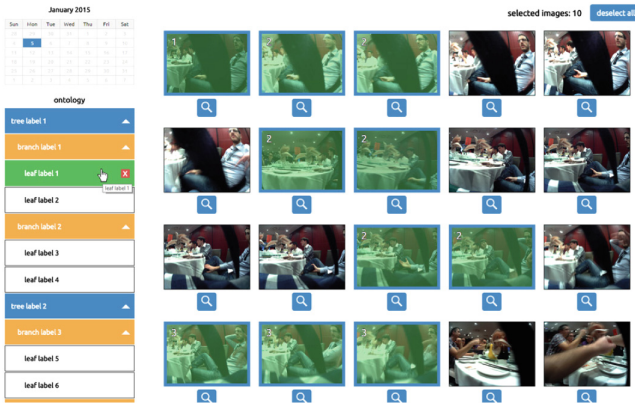 January 2015
selected images: 10
deselect all
Sun Mon Tue Wed Thu Fri Sat
5
ontology
tree label 1
branch label 1
leaf label 1
X
leaf label 1
leaf label 2
branch label 2
leaf label 3
leaf label 4
tree label 2
branch label 3
leaf label 5
leaf label 6
1 2 2
2 2
2 2
3 3 3